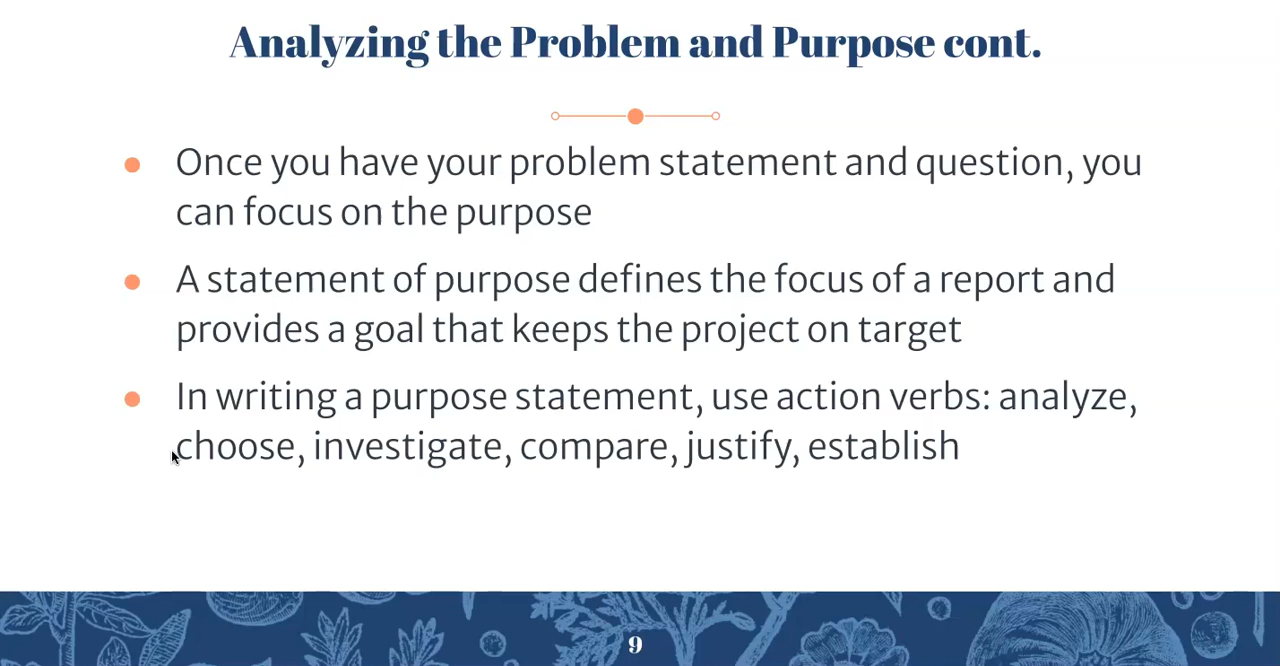 Analyzing the Problem and Purpose cont.
Once you have your problem statement and question, you
can focus on the purpose
A statement of purpose defines the focus of a report and
provides a goal that keeps the project on target
In writing a purpose statement, use action verbs: analyze,
choose, investigate, compare, justify, establish
9